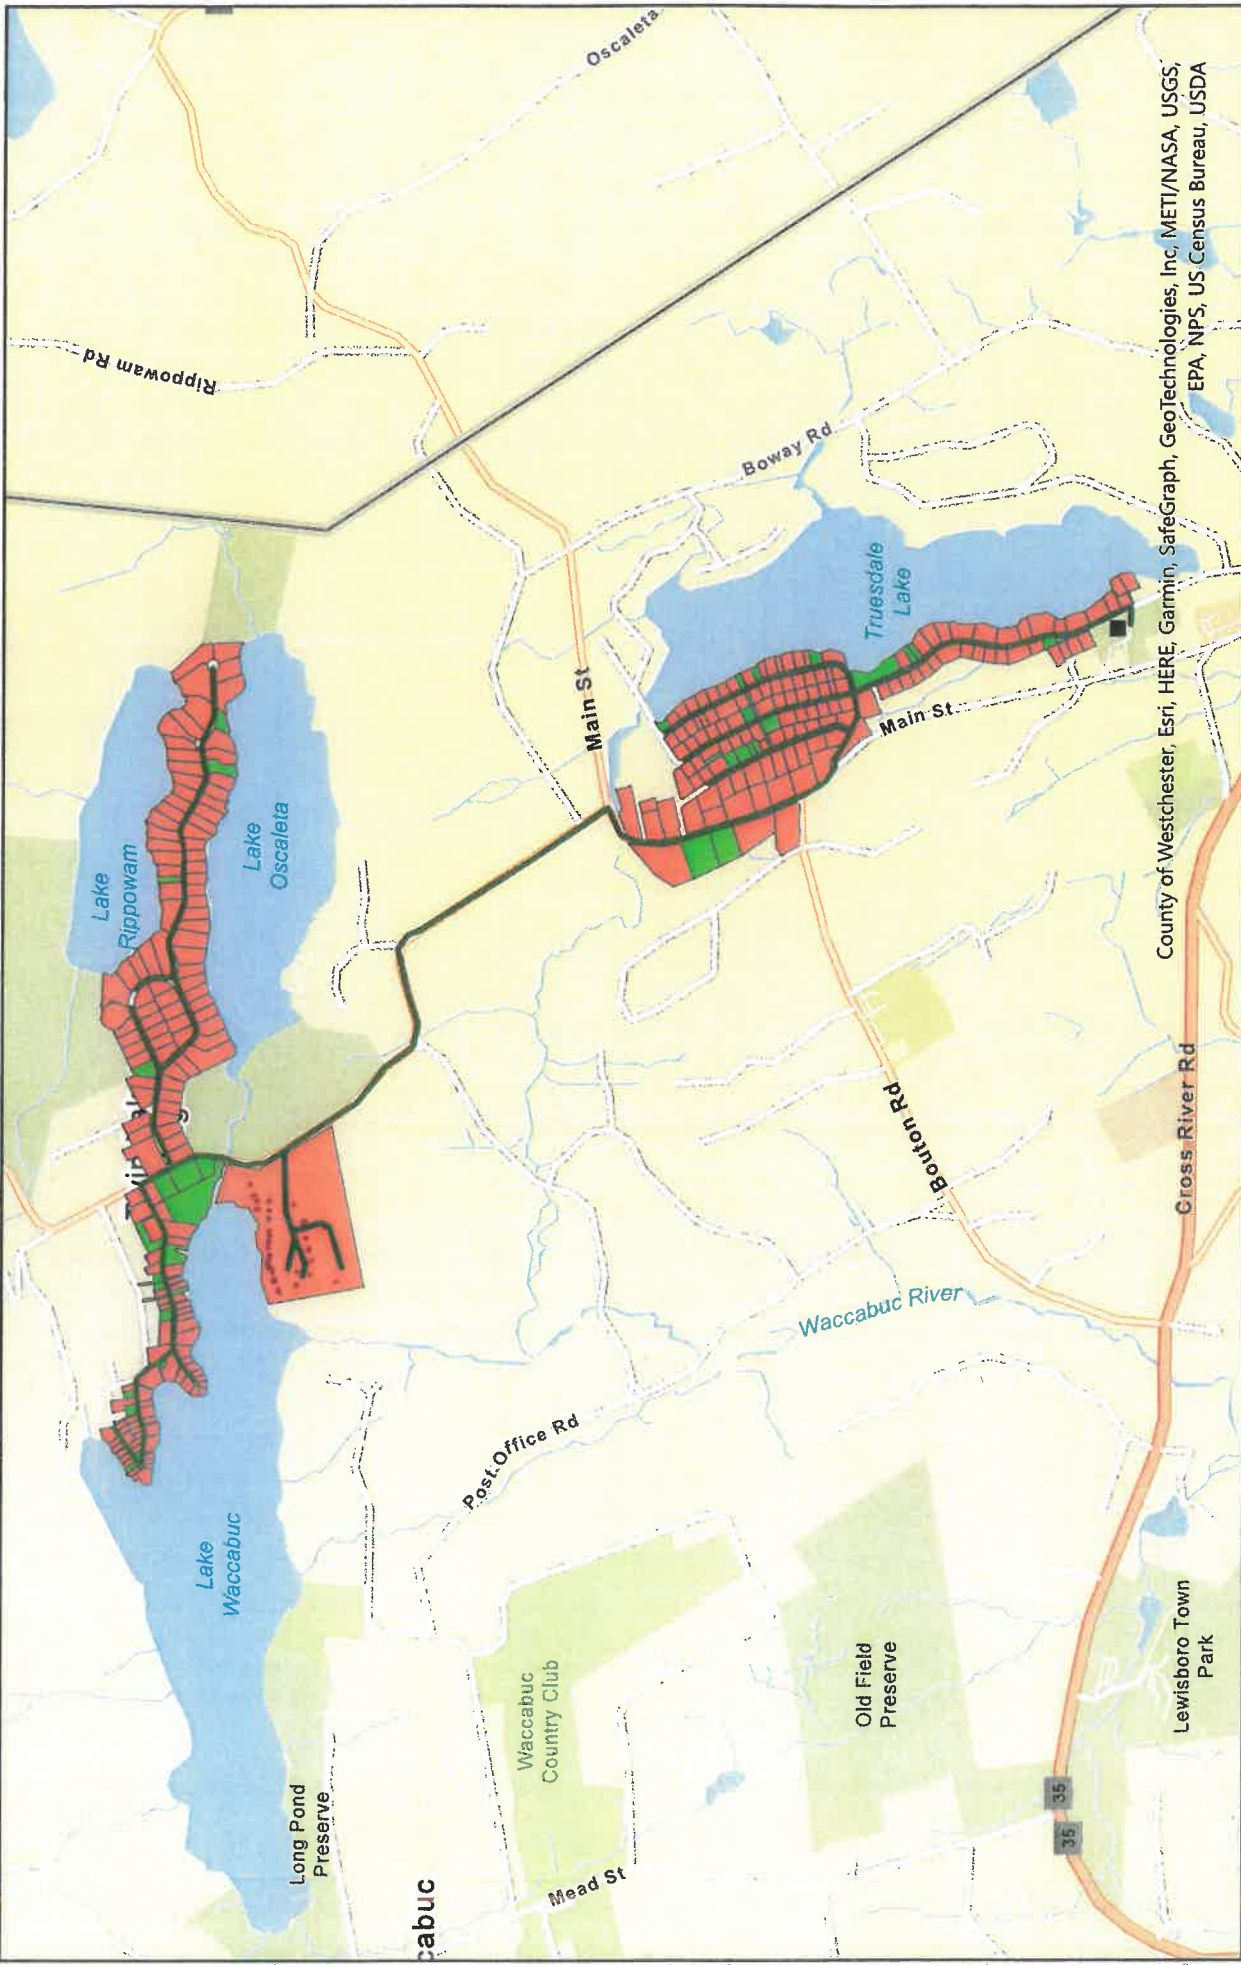 Oscaleta
Rippowam Rd
Boway Rd
Main St
Truesdale
Lake
Main St
Lake
Rippowam
Lake
Oscaleta
Lake
Waccabuc
Long Pond
Preserve
cabuc
Waccabuc
Country Club
Mead St
Post Office Rd
Waccabuc River
Bouton Rd
Cross River Rd
Old Field
Preserve
Lewisboro Town
Park
35
35
County of Westchester, Esri, HERE, Garmin, SafeGraph, GeoTechnologies, Inc, METI/NASA, USGS,
EPA, NPS, US Census Bureau, USDA